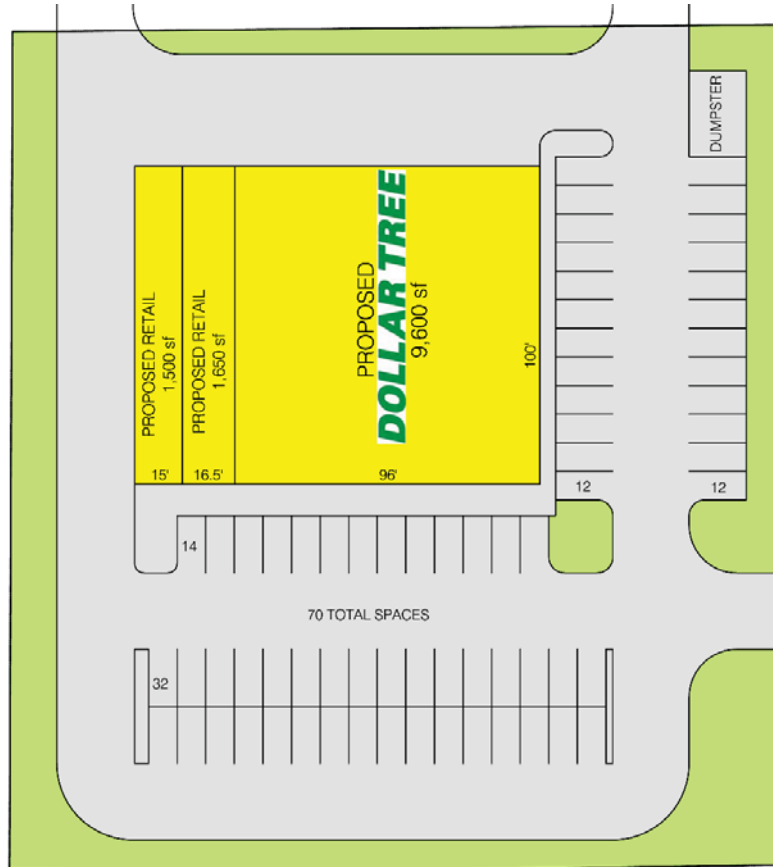 DUMPSTER
PROPOSED RETAIL
1,500 sf
PROPOSED RETAIL
1,650 sf
PROPOSED
DOLLAR TREE
9,600 sf
100'
15'
16.5'
96'
12
12
14
70 TOTAL SPACES
32